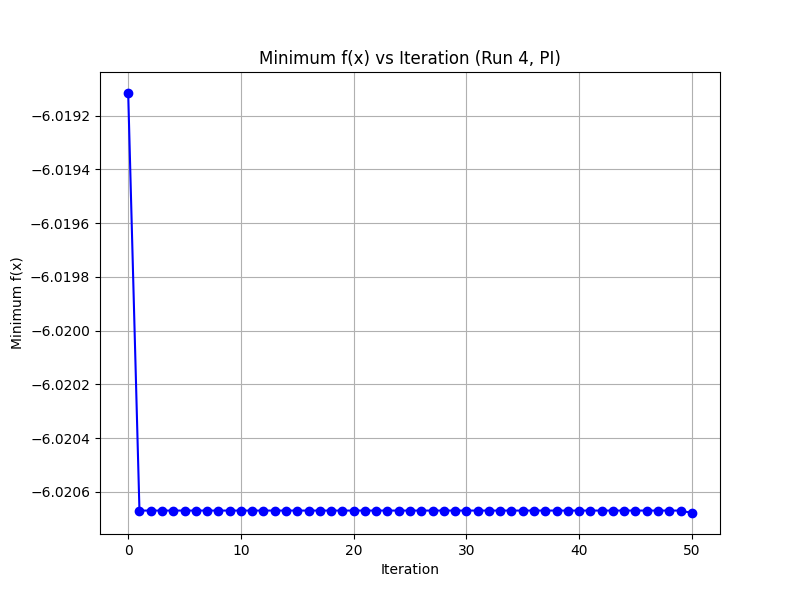 Minimum f(x) vs Iteration (Run 4, PI)
Minimum f(x)
−6.0192
−6.0194
−6.0196
−6.0198
−6.0200
−6.0202
−6.0204
−6.0206
0 10 20 30 40 50
Iteration